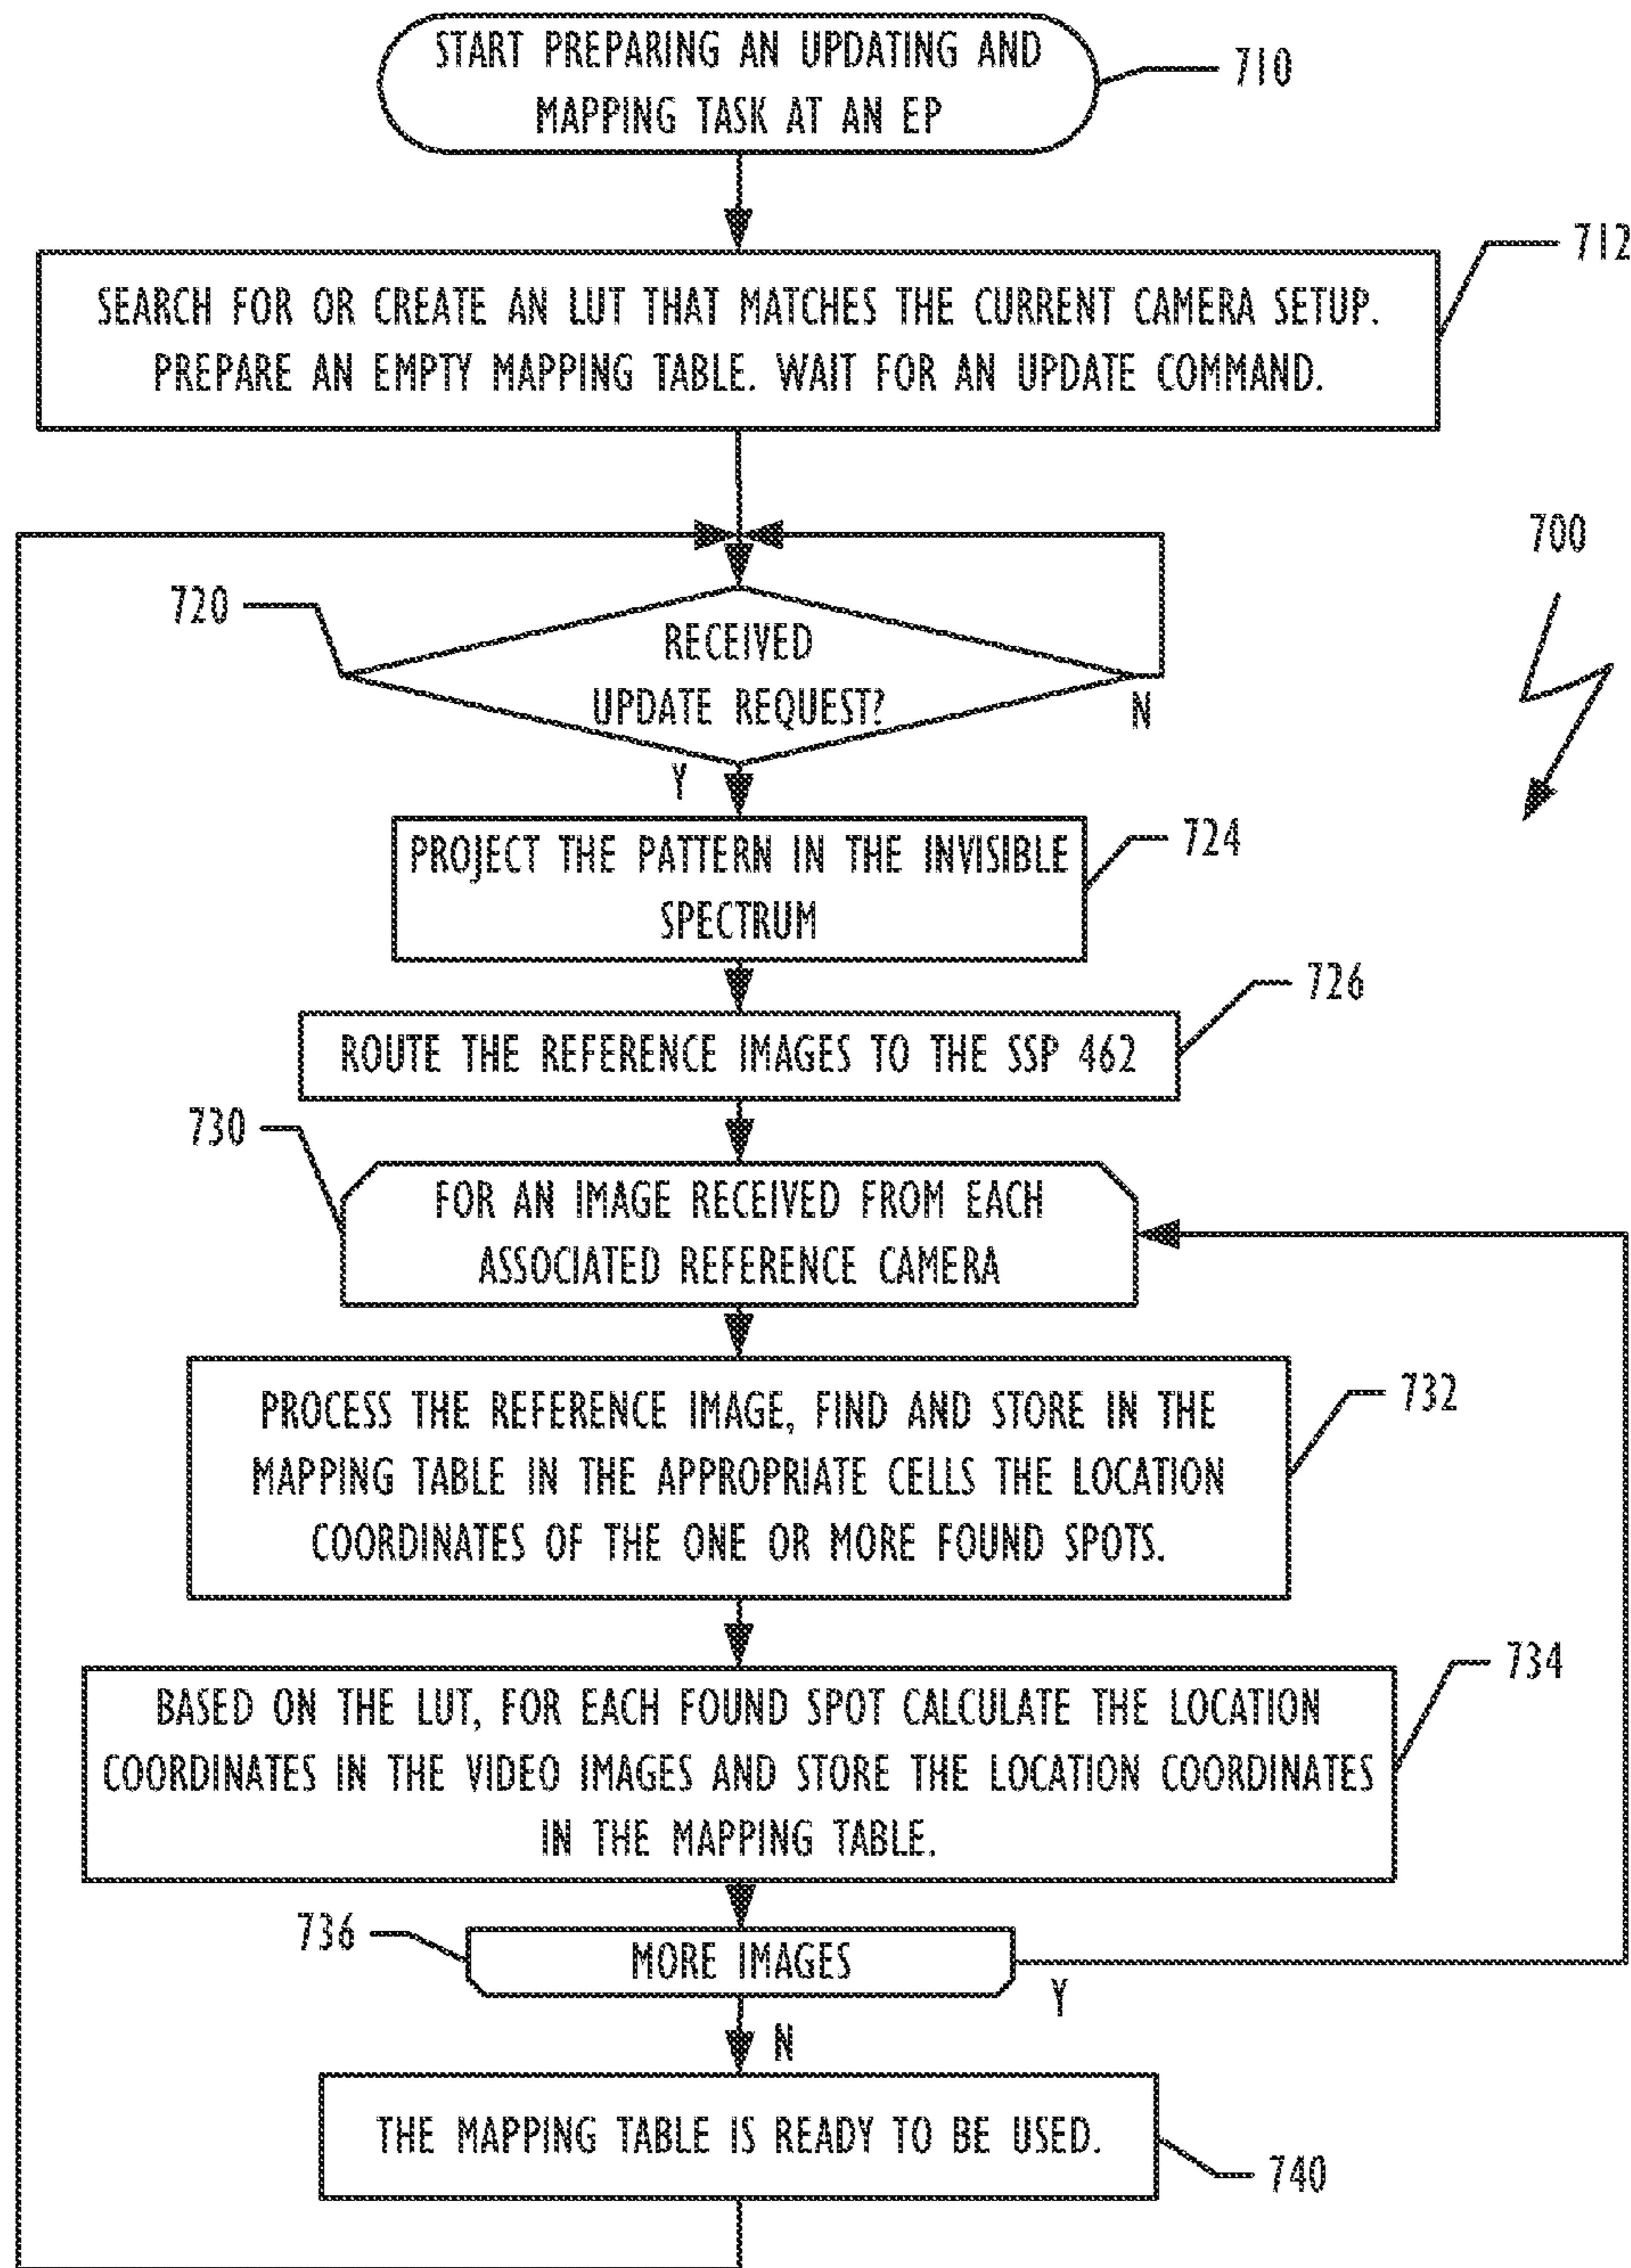 START PREPARING AN UPDATING AND
MAPPING TASK AT AN EP
710
712
SEARCH FOR OR CREATE AN LUT THAT MATCHES THE CURRENT CAMERA SETUP.
PREPARE AN EMPTY MAPPING TABLE. WAIT FOR AN UPDATE COMMAND.
700
720
RECEIVED
UPDATE REQUEST?
N
Y
724
PROJECT THE PATTERN IN THE INVISIBLE
SPECTRUM
726
ROUTE THE REFERENCE IMAGES TO THE SSP 462
730
FOR AN IMAGE RECEIVED FROM EACH
ASSOCIATED REFERENCE CAMERA
732
PROCESS THE REFERENCE IMAGE, FIND AND STORE IN THE
MAPPING TABLE IN THE APPROPRIATE CELLS THE LOCATION
COORDINATES OF THE ONE OR MORE FOUND SPOTS.
734
BASED ON THE LUT, FOR EACH FOUND SPOT CALCULATE THE LOCATION
COORDINATES IN THE VIDEO IMAGES AND STORE THE LOCATION COORDINATES
IN THE MAPPING TABLE.
736
MORE IMAGES
Y
N
THE MAPPING TABLE IS READY TO BE USED.
740